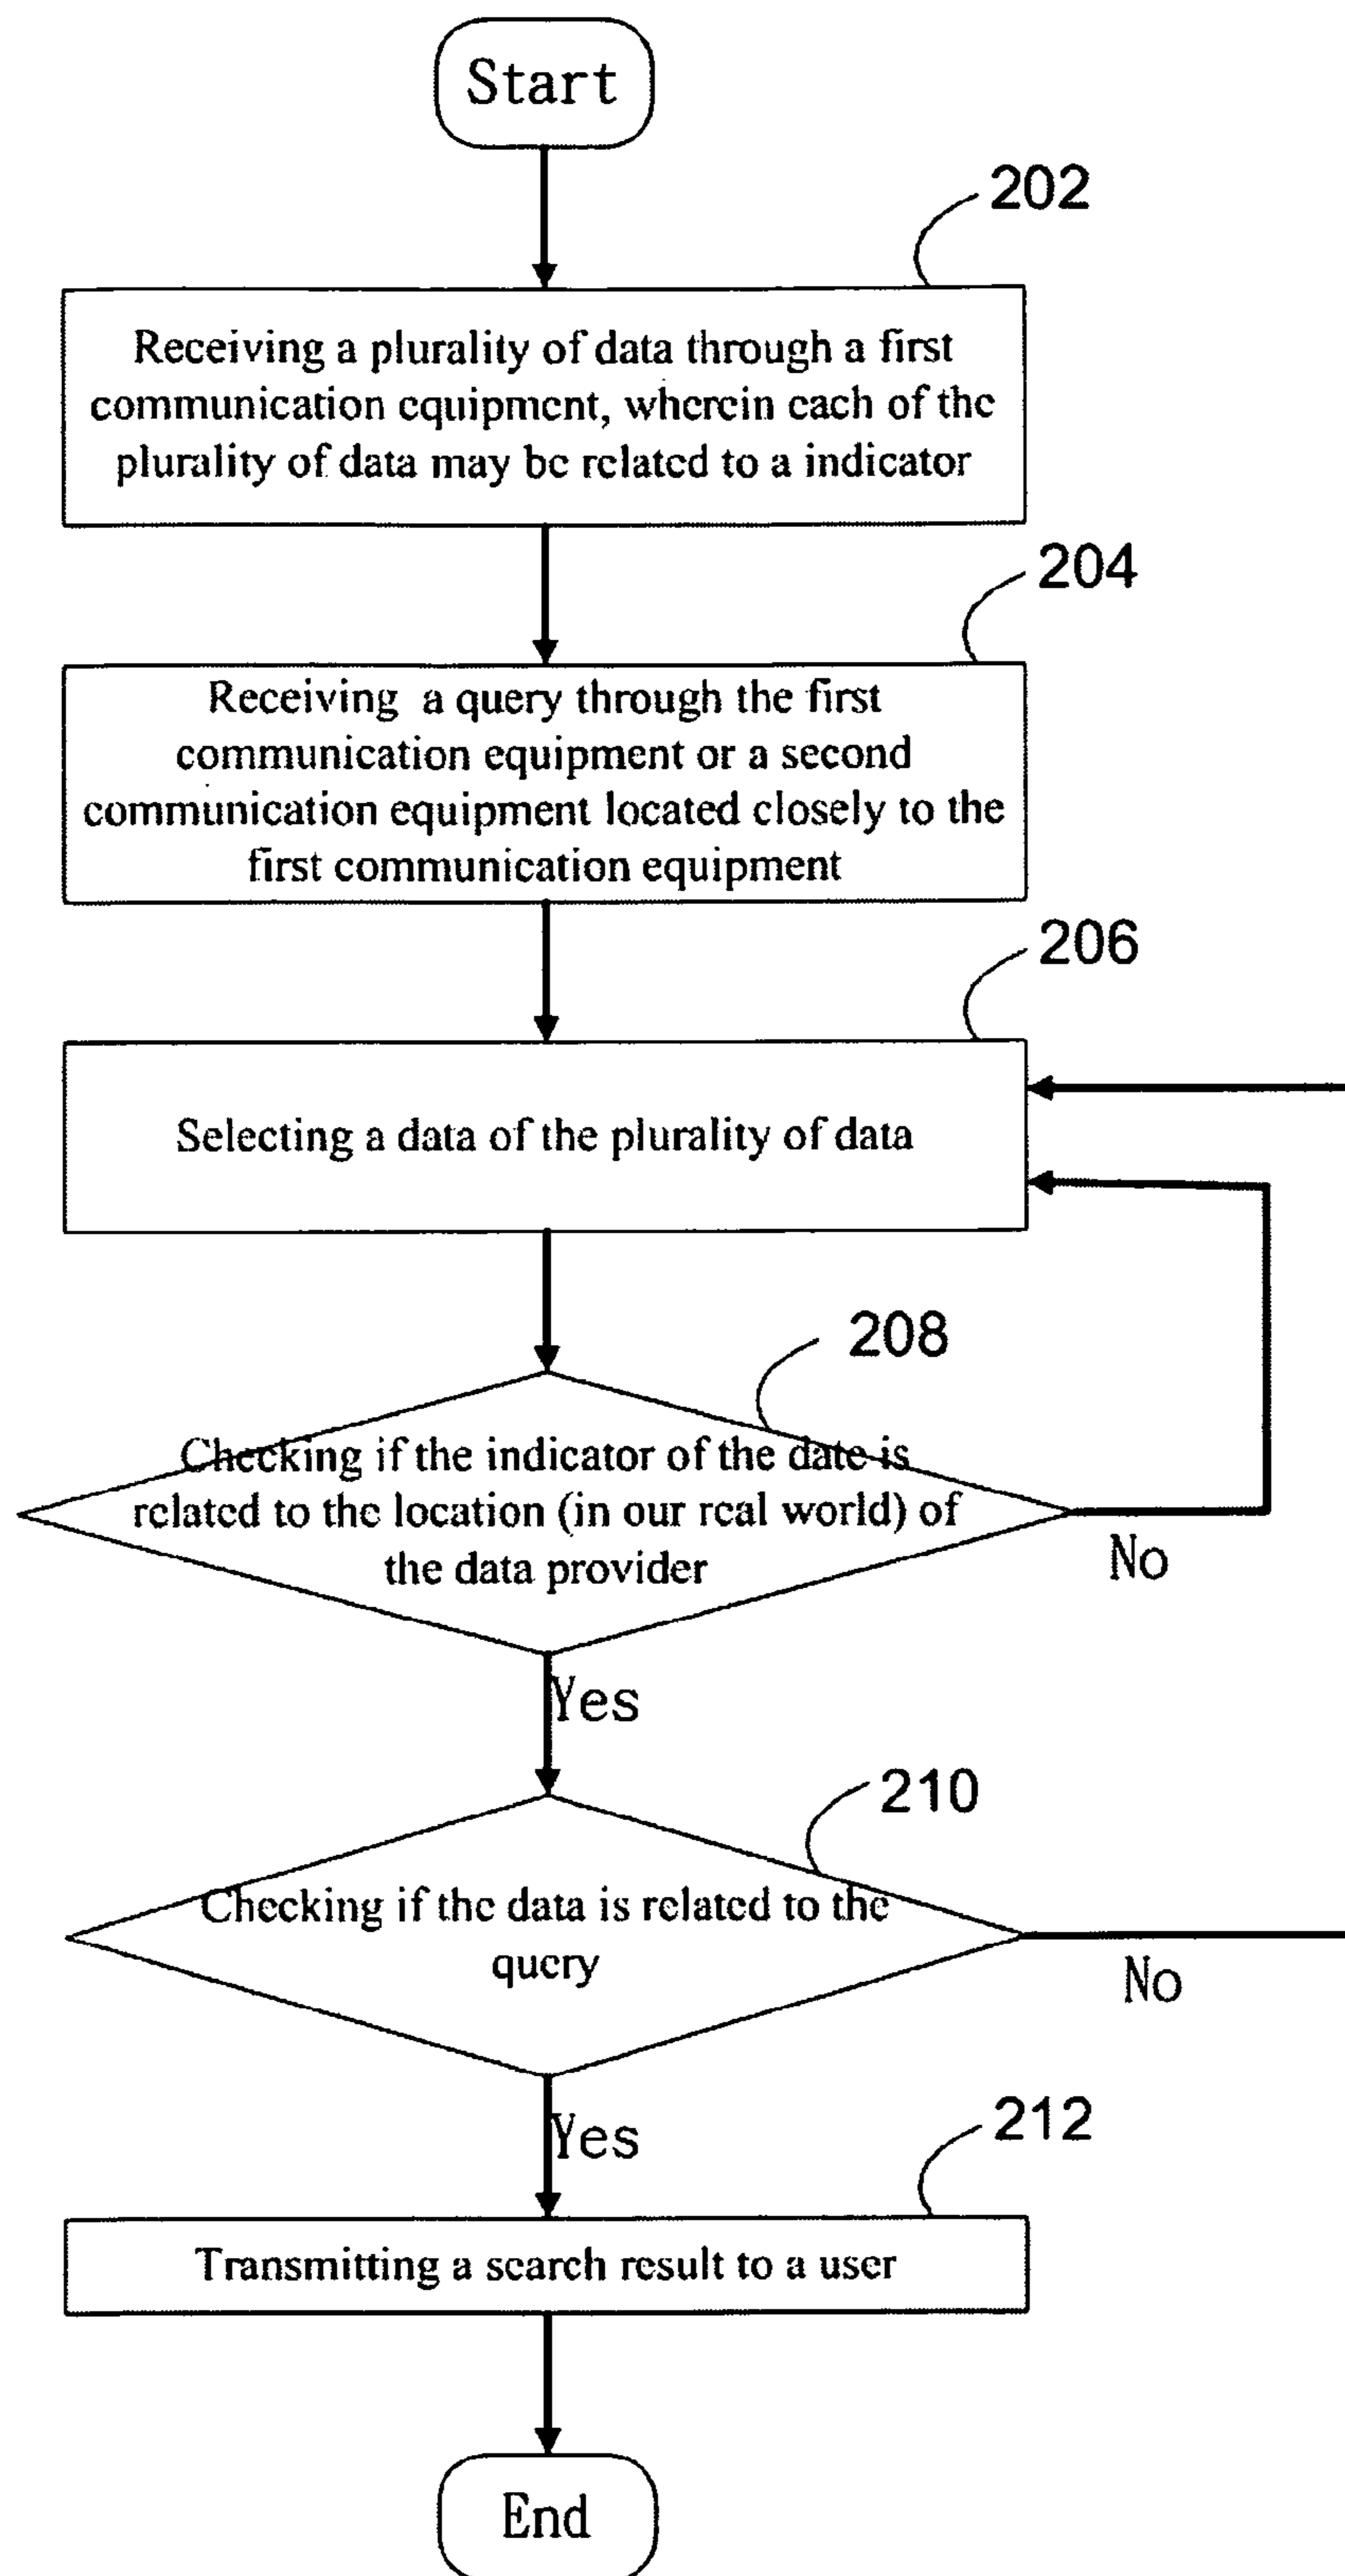 Start
202
Receiving a plurality of data through a first
communication equipment, wherein each of the
plurality of data may be related to a indicator
204
Receiving a query through the first
communication equipment or a second
communication equipment located closely to the
first communication equipment
206
Selecting a data of the plurality of data
208
Checking if the indicator of the date is
related to the location (in our real world) of
the data provider
No
Yes
210
Checking if the data is related to the
query
No
Yes
212
Transmitting a search result to a user
End